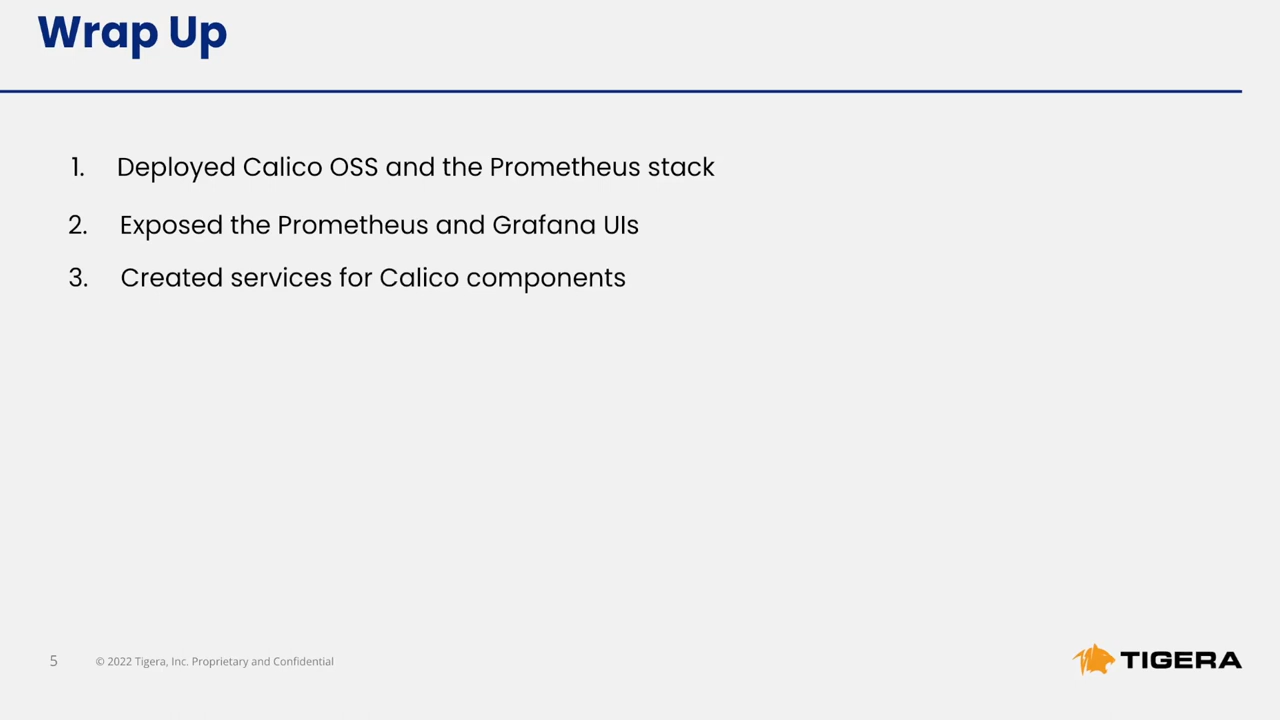 Wrap Up
1. Deployed Calico OSS and the Prometheus stack
2. Exposed the Prometheus and Grafana UIs
3. Created services for Calico components
5 © 2022 Tigera, Inc. Proprietary and Confidential
TIGERA